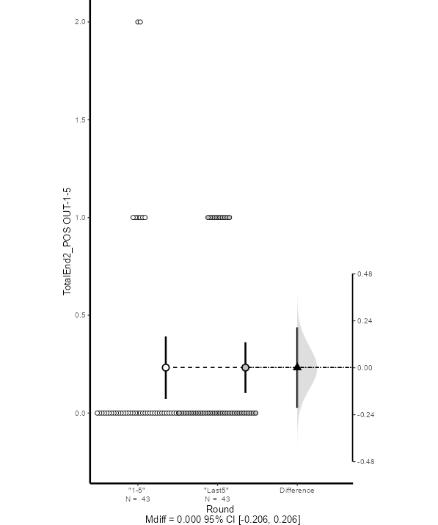 2.0
1.5
1.0
0.5
0.0
TotalEnd2_POS OUT-1-5
0.48
0.24
0.00
-0.24
-0.48
"1-5" "Last5" Difference
N = 43 N = 43
Round
Mdiff = 0.000 95% CI [-0.206, 0.206]